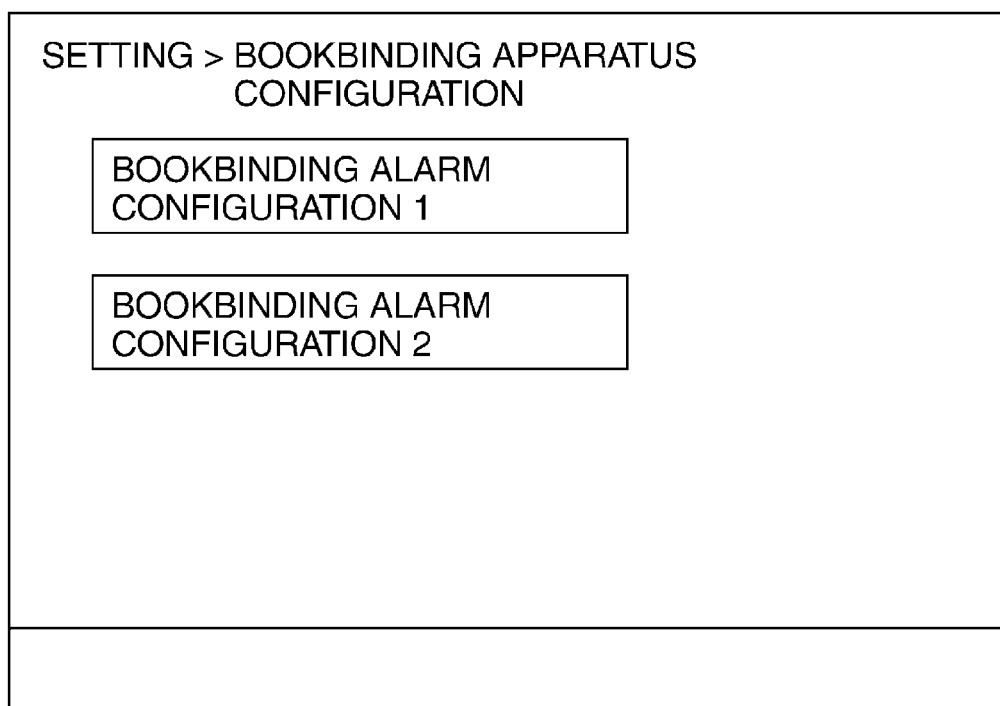 SETTING > BOOKBINDING APPARATUS
CONFIGURATION
BOOKBINDING ALARM
CONFIGURATION 1
BOOKBINDING ALARM
CONFIGURATION 2